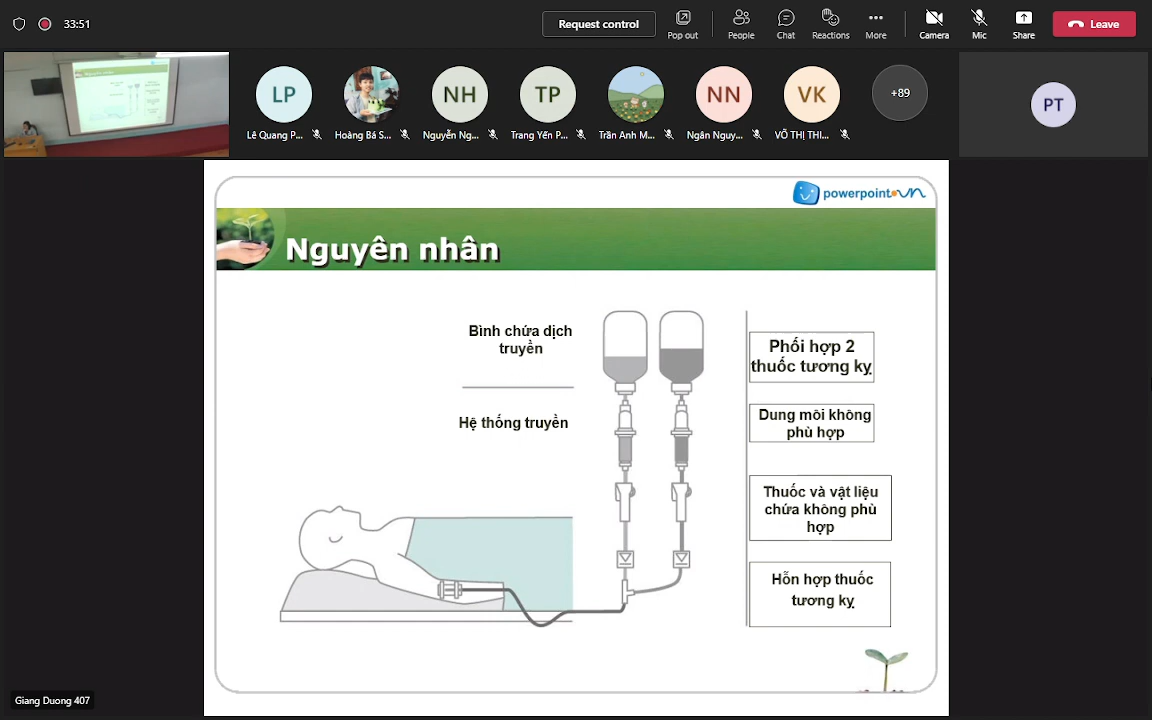 33:51
Request control
Pop out
People
Chat
Reactions
More
Camera
Mic
Share
Leave
LP
NH
TP
NN
VK
+89
PT
Lê Quang P...
Hoàng Bá S...
Nguyễn Ng...
Trang Yến P...
Trần Anh M...
Ngân Nguy...
VÕ THỊ THI...
Nguyên nhân
powerpoint.vn
Nguyên nhân
Bình chứa dịch
truyền
Hệ thống truyền
Phối hợp 2
thuốc tương kỵ
Dung môi không
phù hợp
Thuốc và vật liệu
chứa không phù
hợp
Hỗn hợp thuốc
tương kỵ
Giang Duong 407